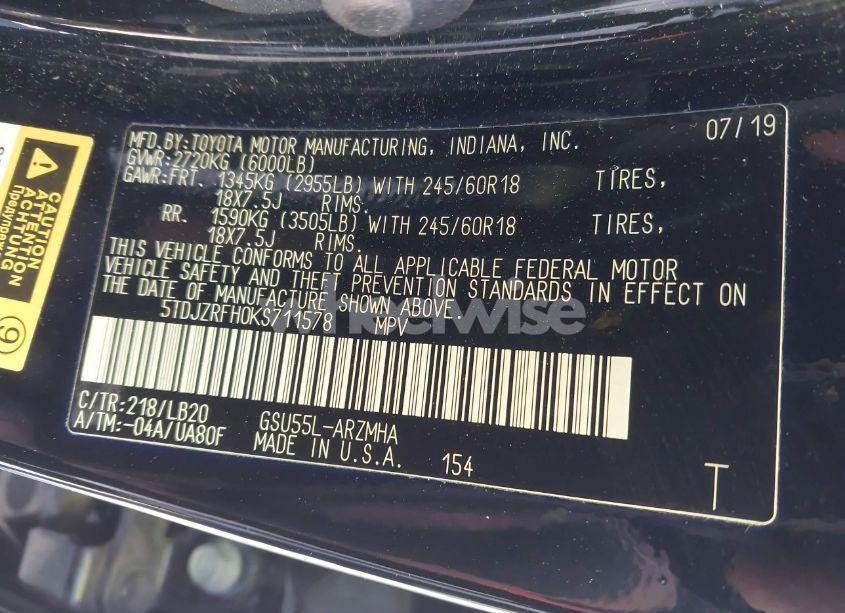 MFD.BY:TOYOTA MOTOR MANUFACTURING, INDIANA, INC. 07/19
GVWR:2720KG (6000LB)
GAWR:FRT. 1345KG (2955LB) WITH 245/60R18 TIRES,
18X7.5J RIMS.
RR. 1590KG (3505LB) WITH 245/60R18 TIRES,
18X7.5J RIMS.
THIS VEHICLE CONFORMS TO ALL APPLICABLE FEDERAL MOTOR
VEHICLE SAFETY AND THEFT PREVENTION STANDARDS IN EFFECT ON
THE DATE OF MANUFACTURE SHOWN ABOVE.
5TDJZRFH0KS711578 MPV
C/TR:218/LB20 GSU55L-ARZMHA
A/TM:-04A/UA80F MADE IN U.S.A. 154
T
CAUTION
ATTENTION
ACHTUNG
9
wheelwise